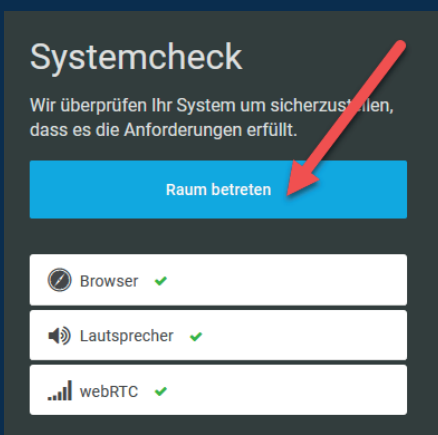 Systemcheck
Wir überprüfen Ihr System um sicherzustellen,
dass es die Anforderungen erfüllt.
Raum betreten
Browser
Lautsprecher
webRTC